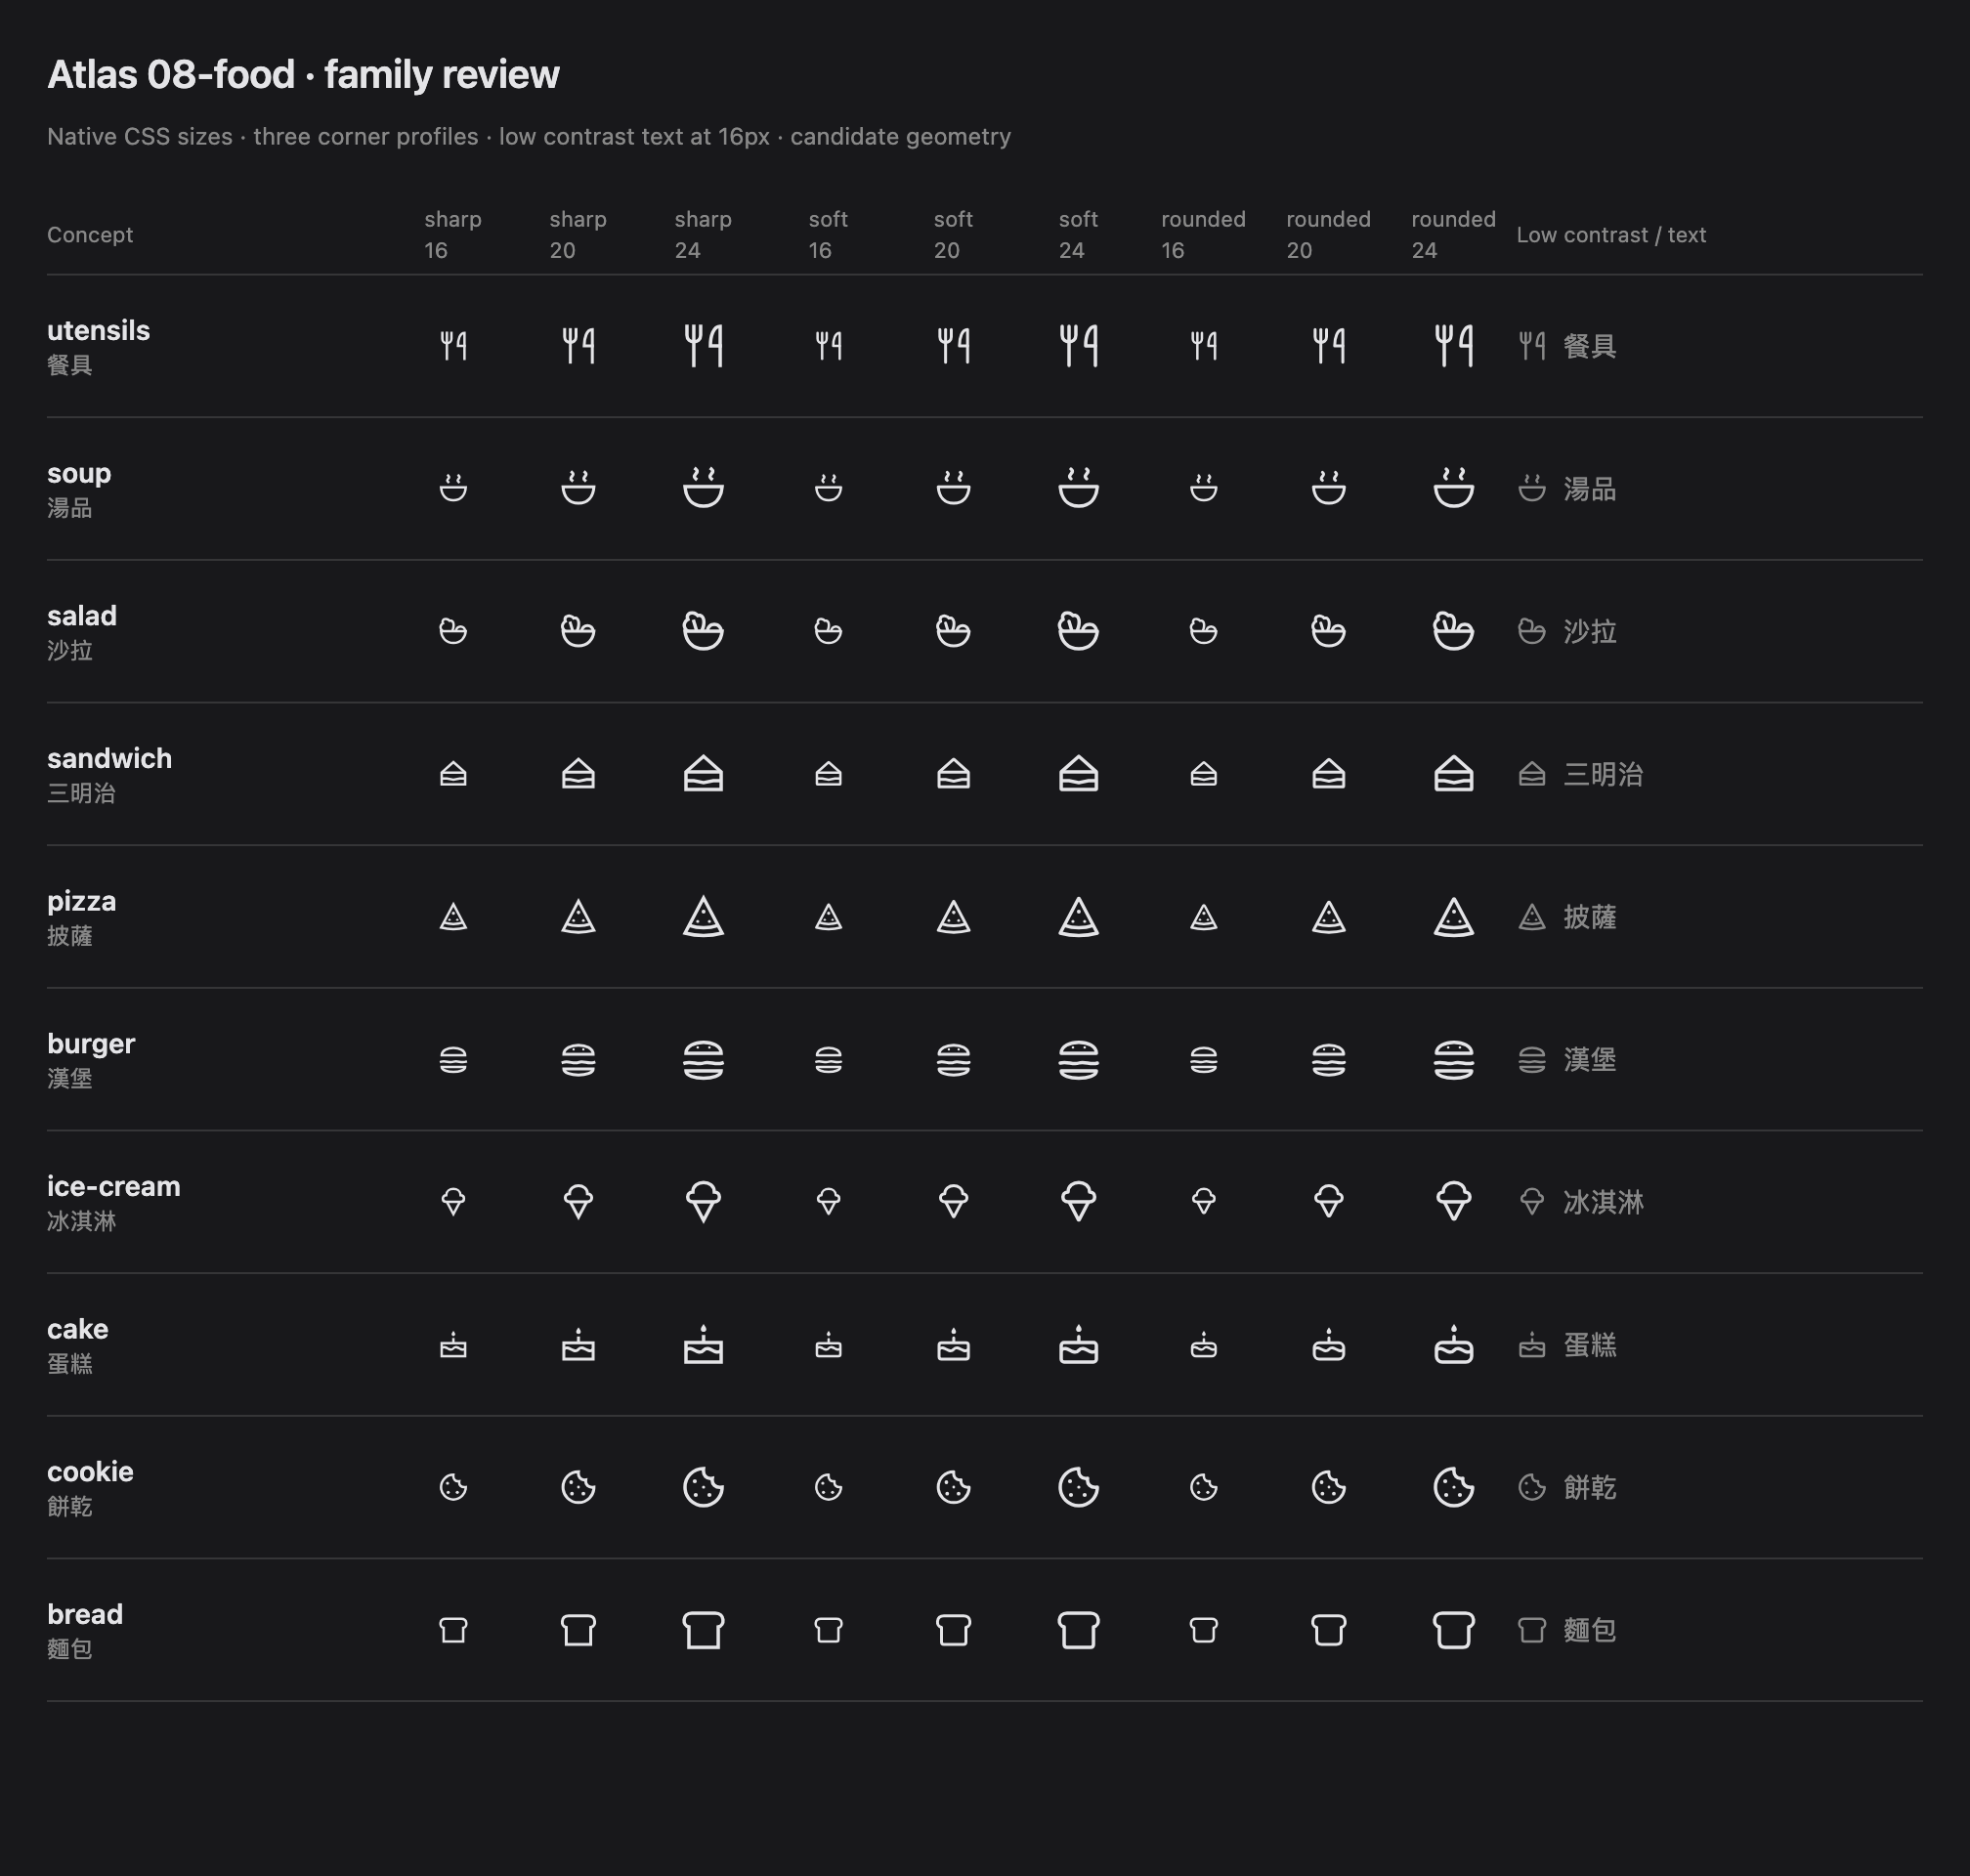 Atlas 08-food · family review
Native CSS sizes · three corner profiles · low contrast text at 16px · candidate geometry
Concept sharp 16 sharp 20 sharp 24 soft 16 soft 20 soft 24 rounded 16 rounded 20 rounded 24 Low contrast / text
utensils
餐具
餐具
soup
湯品
湯品
salad
沙拉
沙拉
sandwich
三明治
三明治
pizza
披薩
披薩
burger
漢堡
漢堡
ice-cream
冰淇淋
冰淇淋
cake
蛋糕
蛋糕
cookie
餅乾
餅乾
bread
麵包
麵包